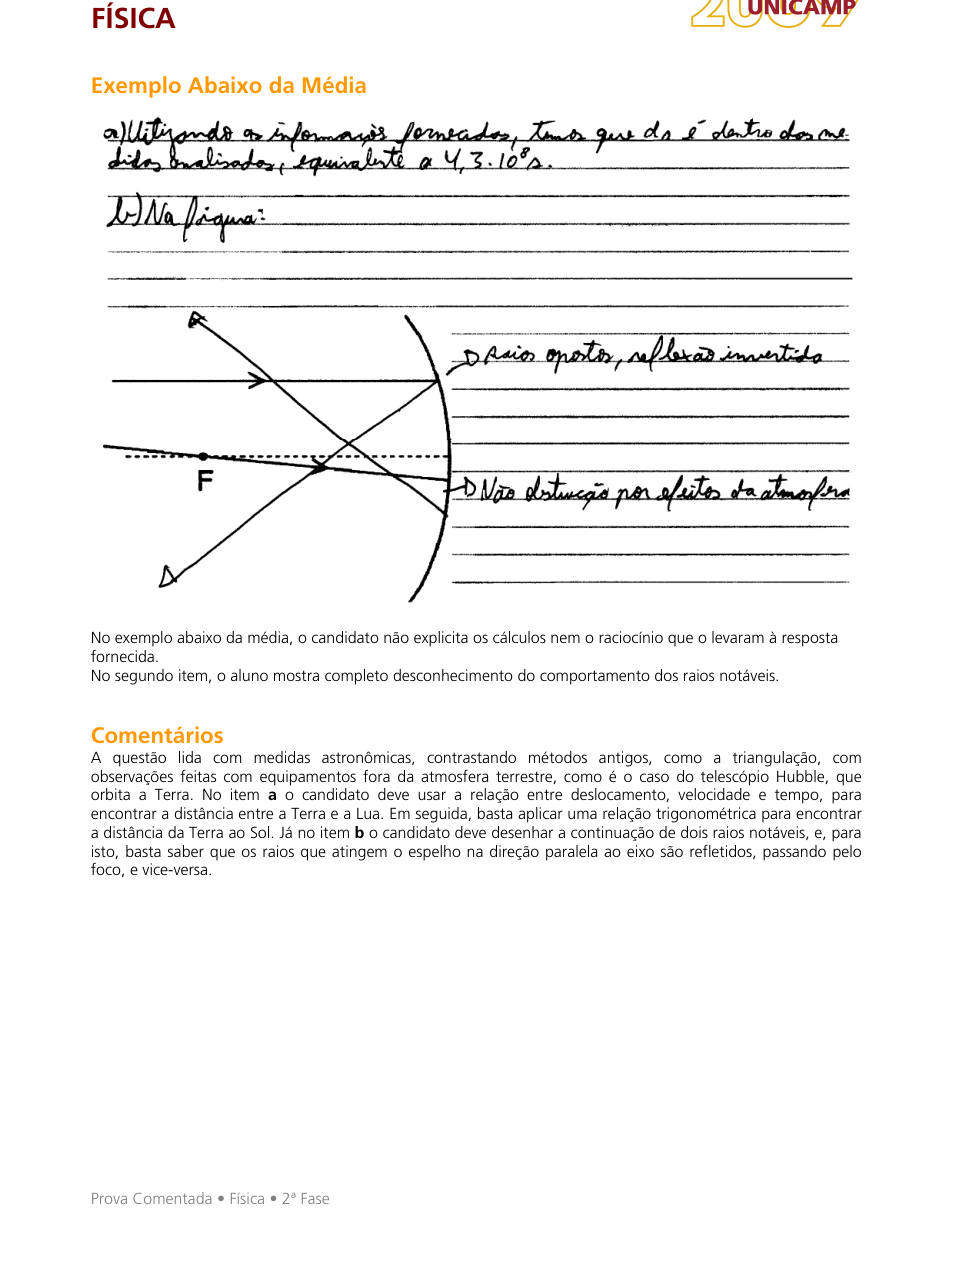 FÍSICA
2009
UNICAMP
Exemplo Abaixo da Média
a) Utilizando as informações fornecidas, temos que ds é dentro das me-
didas analisadas, equivalente a 4,3.10⁸s.
b) Na figura:
Raios opostos, reflexão invertida
F
Não distinção por efeitos da atmosfera
No exemplo abaixo da média, o candidato não explicita os cálculos nem o raciocínio que o levaram à resposta
fornecida.
No segundo item, o aluno mostra completo desconhecimento do comportamento dos raios notáveis.
Comentários
A questão lida com medidas astronômicas, contrastando métodos antigos, como a triangulação, com
observações feitas com equipamentos fora da atmosfera terrestre, como é o caso do telescópio Hubble, que
orbita a Terra. No item a o candidato deve usar a relação entre deslocamento, velocidade e tempo, para
encontrar a distância entre a Terra e a Lua. Em seguida, basta aplicar uma relação trigonométrica para encontrar
a distância da Terra ao Sol. Já no item b o candidato deve desenhar a continuação de dois raios notáveis, e, para
isto, basta saber que os raios que atingem o espelho na direção paralela ao eixo são refletidos, passando pelo
foco, e vice-versa.
Prova Comentada • Física • 2ª Fase